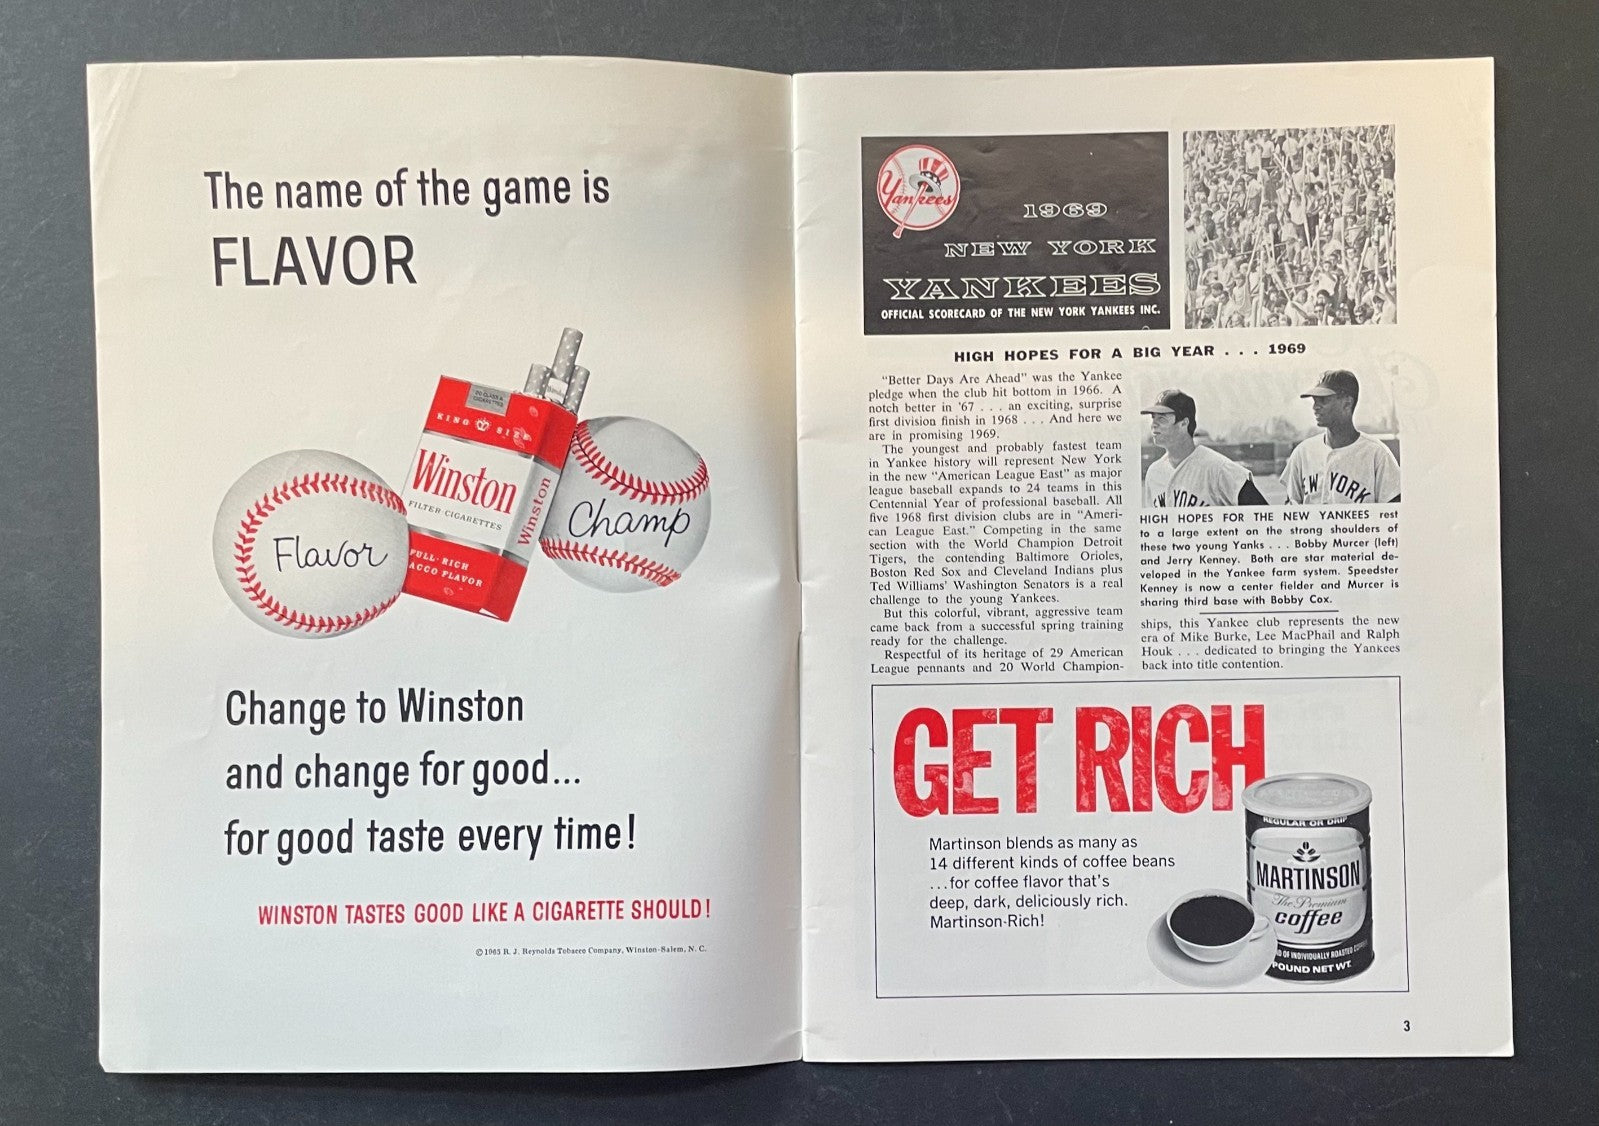 The name of the game is
FLAVOR
20 CLASS A
CIGARETTES
KING SIZE
Winston
FILTER-CIGARETTES
Winston
FULL-RICH
ACCO FLAVOR
Flavor
Champ
Change to Winston
and change for good...
for good taste every time!
WINSTON TASTES GOOD LIKE A CIGARETTE SHOULD!
©1965 R. J. Reynolds Tobacco Company, Winston-Salem, N. C.
Yankees
1969
NEW YORK
YANKEES
OFFICIAL SCORECARD OF THE NEW YORK YANKEES INC.
HIGH HOPES FOR A BIG YEAR . . . 1969
"Better Days Are Ahead" was the Yankee
pledge when the club hit bottom in 1966. A
notch better in '67 . . . an exciting, surprise
first division finish in 1968 . . . And here we
are in promising 1969.
The youngest and probably fastest team
in Yankee history will represent New York
in the new "American League East" as major
league baseball expands to 24 teams in this
Centennial Year of professional baseball. All
five 1968 first division clubs are in "Ameri-
can League East." Competing in the same
section with the World Champion Detroit
Tigers, the contending Baltimore Orioles,
Boston Red Sox and Cleveland Indians plus
Ted Williams' Washington Senators is a real
challenge to the young Yankees.
But this colorful, vibrant, aggressive team
came back from a successful spring training
ready for the challenge.
Respectful of its heritage of 29 American
League pennants and 20 World Champion-
EW YORK
EW YORK
HIGH HOPES FOR THE NEW YANKEES rest
to a large extent on the strong shoulders of
these two young Yanks . . . Bobby Murcer (left)
and Jerry Kenney. Both are star material de-
veloped in the Yankee farm system. Speedster
Kenney is now a center fielder and Murcer is
sharing third base with Bobby Cox.
ships, this Yankee club represents the new
era of Mike Burke, Lee MacPhail and Ralph
Houk . . . dedicated to bringing the Yankees
back into title contention.
GET RICH
Martinson blends as many as
14 different kinds of coffee beans
...for coffee flavor that's
deep, dark, deliciously rich.
Martinson-Rich!
REGULAR OR DRIP
MARTINSON
The Premium
coffee
D OF INDIVIDUALLY ROASTED
POUND NET WT.
3